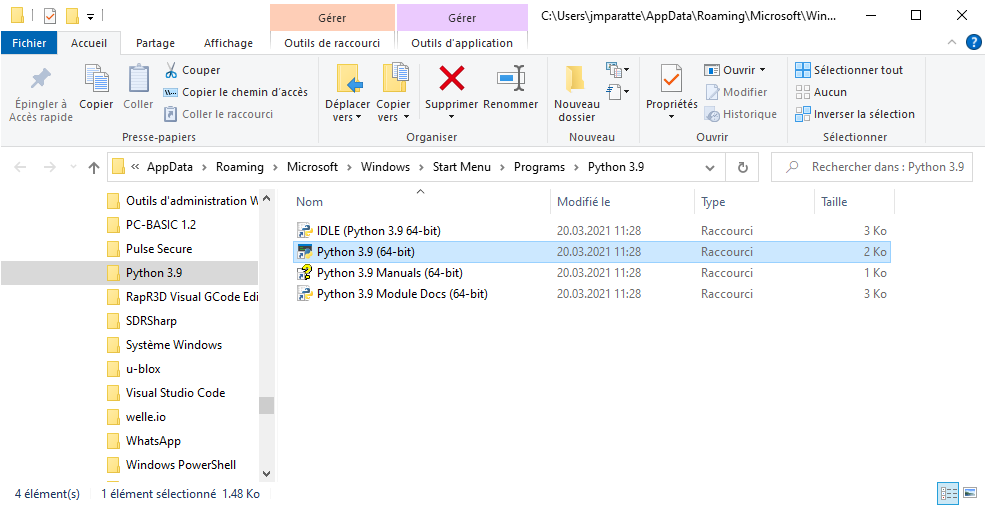 Gérer Gérer C:\Users\jmparatte\AppData\Roaming\Microsoft\Win...
Fichier Accueil Partage Affichage Outils de raccourci Outils d'application
Épingler à Accès rapide
Copier
Coller
Couper
Copier le chemin d'accès
Coller le raccourci
Presse-papiers
Déplacer vers
Copier vers
Supprimer
Renommer
Organiser
Nouveau dossier
Nouveau
Propriétés
Ouvrir
Modifier
Historique
Ouvrir
Sélectionner tout
Aucun
Inverser la sélection
Sélectionner
« AppData > Roaming > Microsoft > Windows > Start Menu > Programs > Python 3.9
Rechercher dans : Python 3.9
Outils d'administration W
PC-BASIC 1.2
Pulse Secure
Python 3.9
RapR3D Visual GCode Edi
SDRSharp
Système Windows
u-blox
Visual Studio Code
welle.io
WhatsApp
Windows PowerShell
Nom Modifié le Type Taille
IDLE (Python 3.9 64-bit) 20.03.2021 11:28 Raccourci 3 Ko
Python 3.9 (64-bit) 20.03.2021 11:28 Raccourci 2 Ko
Python 3.9 Manuals (64-bit) 20.03.2021 11:28 Raccourci 1 Ko
Python 3.9 Module Docs (64-bit) 20.03.2021 11:28 Raccourci 3 Ko
4 élément(s) 1 élément sélectionné 1.48 Ko